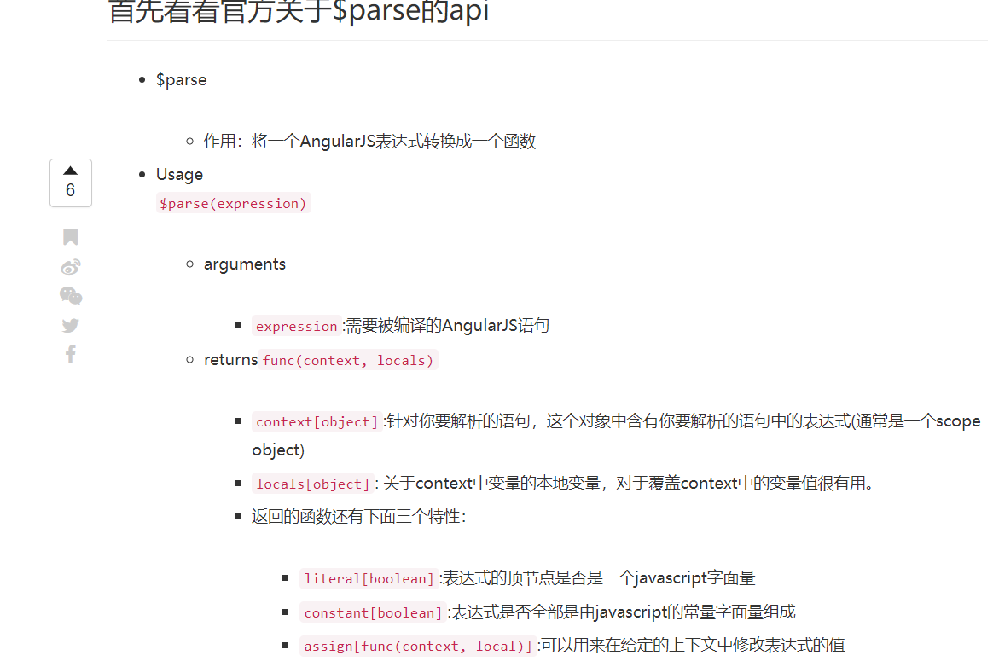 首先看看官方关于$parse的api
$parse
作用：将一个AngularJS表达式转换成一个函数
6
Usage
$parse(expression)
arguments
expression:需要被编译的AngularJS语句
returns func(context, locals)
context[object]:针对你要解析的语句，这个对象中含有你要解析的语句中的表达式(通常是一个scope
object)
locals[object]: 关于context中变量的本地变量，对于覆盖context中的变量值很有用。
返回的函数还有下面三个特性：
literal[boolean]:表达式的顶节点是否是一个javascript字面量
constant[boolean]:表达式是否全部是由javascript的常量字面量组成
assign[func(context, local)]:可以用来在给定的上下文中修改表达式的值